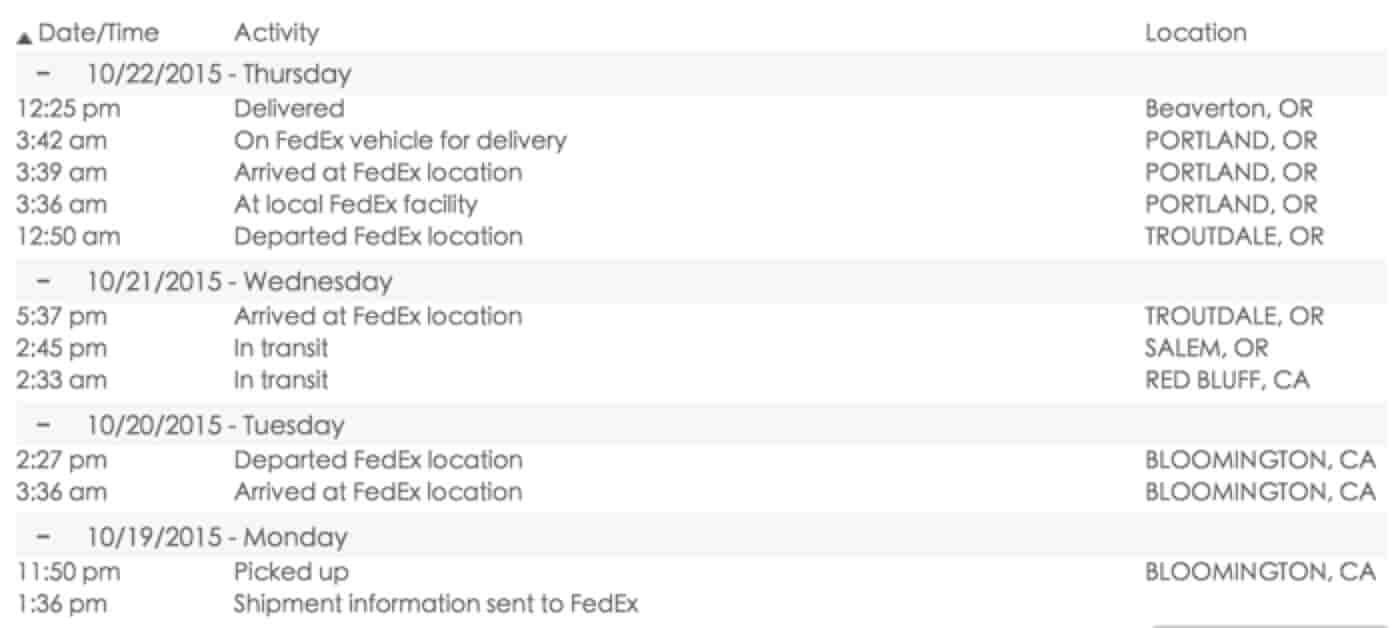 ▲ Date/Time Activity Location
– 10/22/2015 - Thursday
12:25 pm Delivered Beaverton, OR
3:42 am On FedEx vehicle for delivery PORTLAND, OR
3:39 am Arrived at FedEx location PORTLAND, OR
3:36 am At local FedEx facility PORTLAND, OR
12:50 am Departed FedEx location TROUTDALE, OR
– 10/21/2015 - Wednesday
5:37 pm Arrived at FedEx location TROUTDALE, OR
2:45 pm In transit SALEM, OR
2:33 am In transit RED BLUFF, CA
– 10/20/2015 - Tuesday
2:27 pm Departed FedEx location BLOOMINGTON, CA
3:36 am Arrived at FedEx location BLOOMINGTON, CA
– 10/19/2015 - Monday
11:50 pm Picked up BLOOMINGTON, CA
1:36 pm Shipment information sent to FedEx